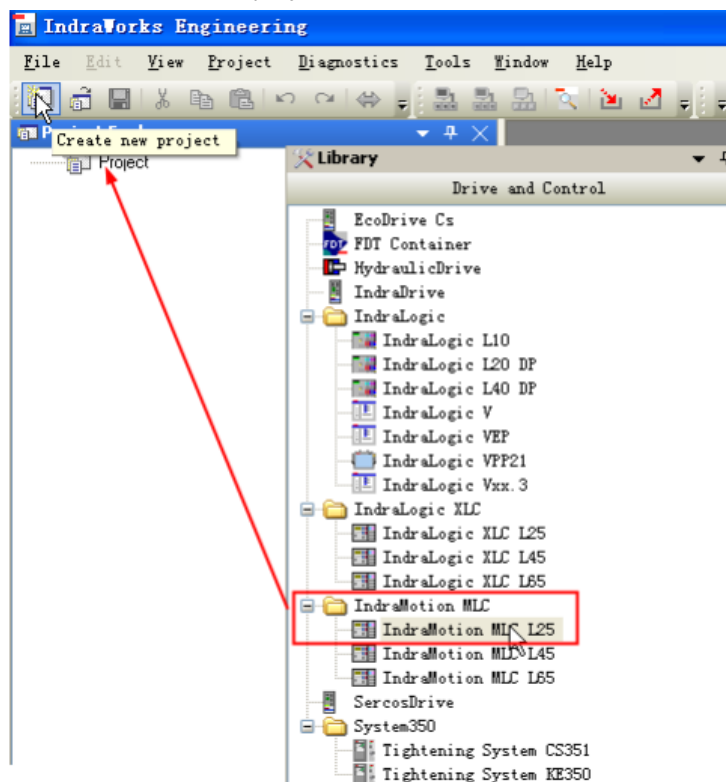 IndraWorks Engineering
File Edit View Project Diagnostics Tools Window Help
Create new project
Project
Library
Drive and Control
EcoDrive Cs
FDT Container
HydraulicDrive
IndraDrive
IndraLogic
IndraLogic L10
IndraLogic L20 DP
IndraLogic L40 DP
IndraLogic V
IndraLogic VEP
IndraLogic VPP21
IndraLogic Vxx.3
IndraLogic XLC
IndraLogic XLC L25
IndraLogic XLC L45
IndraLogic XLC L65
IndraMotion MLC
IndraMotion MLC L25
IndraMotion MLC L45
IndraMotion MLC L65
SercosDrive
System350
Tightening System CS351
Tightening System KE350